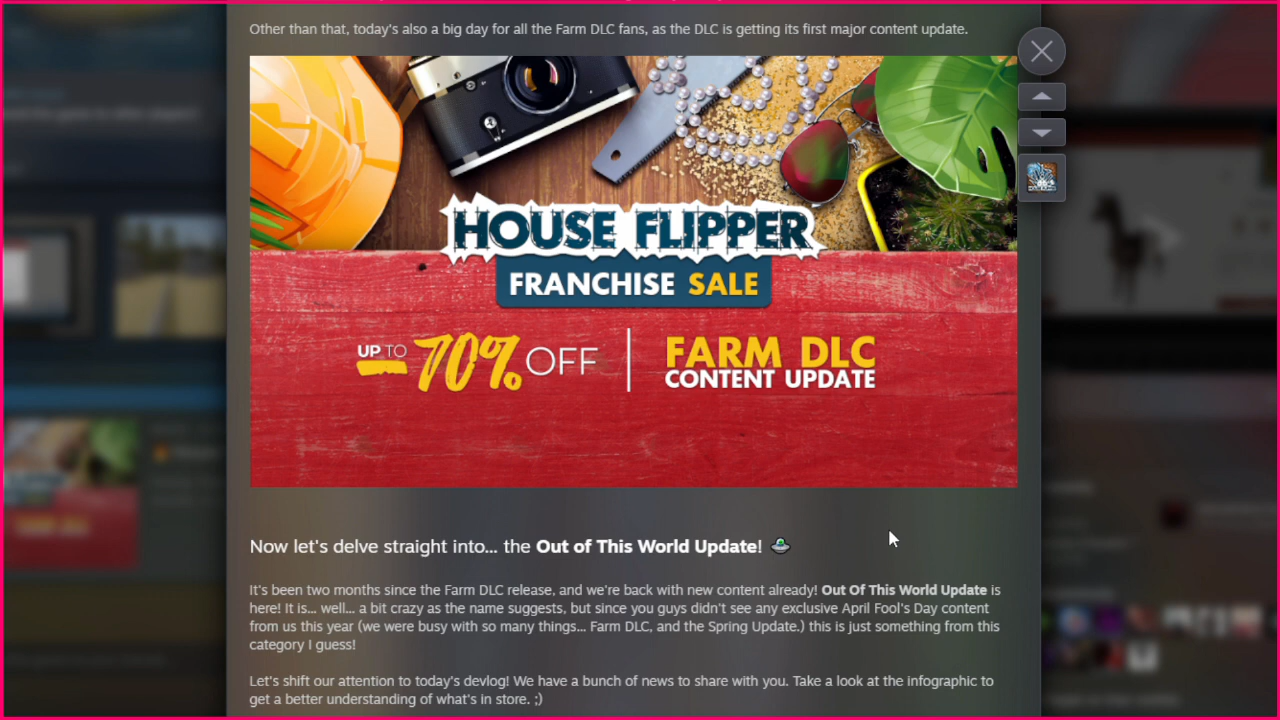 Other than that, today's also a big day for all the Farm DLC fans, as the DLC is getting its first major content update.
HOUSE FLIPPER
FRANCHISE SALE
UP TO 70% OFF
FARM DLC
CONTENT UPDATE
Now let's delve straight into... the Out of This World Update!
It's been two months since the Farm DLC release, and we're back with new content already! Out Of This World Update is
here! It is... well... a bit crazy as the name suggests, but since you guys didn't see any exclusive April Fool's Day content
from us this year (we were busy with so many things... Farm DLC, and the Spring Update.) this is just something from this
category I guess!
Let's shift our attention to today's devlog! We have a bunch of news to share with you. Take a look at the infographic to
get a better understanding of what's in store. ;)